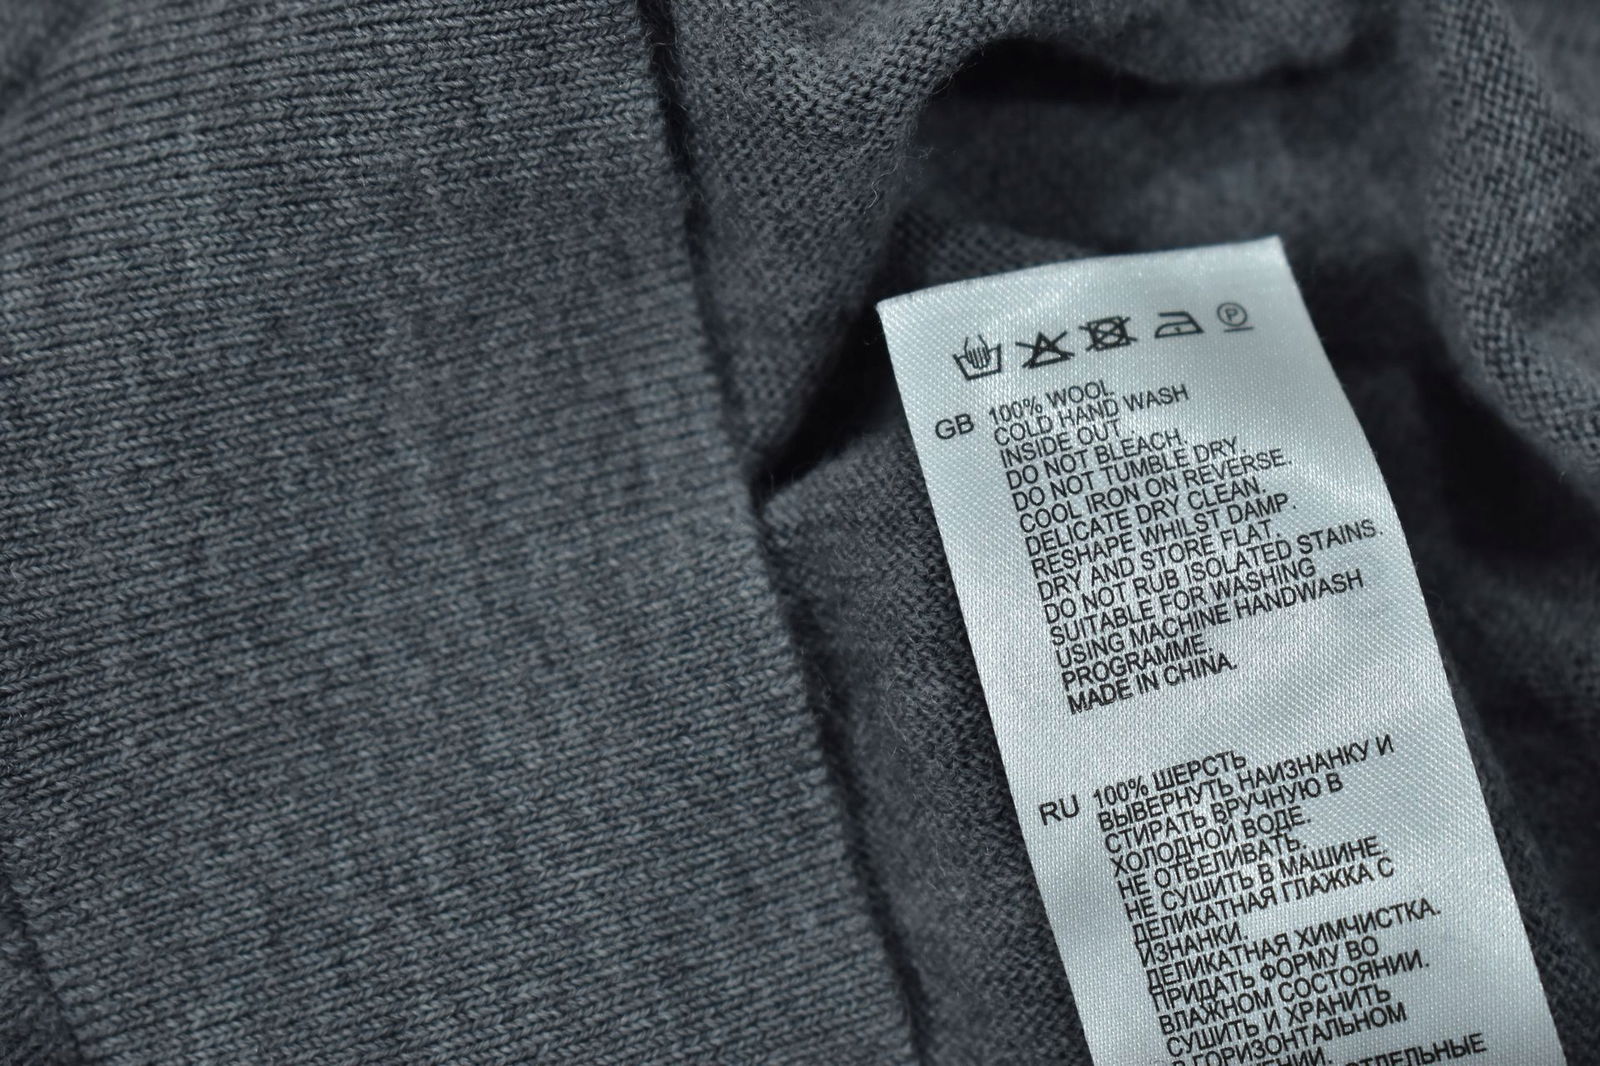 P
GB
100% WOOL
COLD HAND WASH
INSIDE OUT.
DO NOT BLEACH.
DO NOT TUMBLE DRY.
COOL IRON ON REVERSE.
DELICATE DRY CLEAN.
RESHAPE WHILST DAMP.
DRY AND STORE FLAT.
DO NOT RUB ISOLATED STAINS.
SUITABLE FOR WASHING
USING MACHINE HANDWASH
PROGRAMME.
MADE IN CHINA.
RU
100% ШЕРСТЬ
ВЫВЕРНУТЬ НАИЗНАНКУ И
СТИРАТЬ ВРУЧНУЮ В
ХОЛОДНОЙ ВОДЕ.
НЕ ОТБЕЛИВАТЬ.
НЕ СУШИТЬ В МАШИНЕ.
ДЕЛИКАТНАЯ ГЛАЖКА С
ИЗНАНКИ.
ДЕЛИКАТНАЯ ХИМЧИСТКА.
ПРИДАТЬ ФОРМУ ВО
ВЛАЖНОМ СОСТОЯНИИ.
СУШИТЬ И ХРАНИТЬ
В ГОРИЗОНТАЛЬНОМ
ОТДЕЛЬНЫЕ